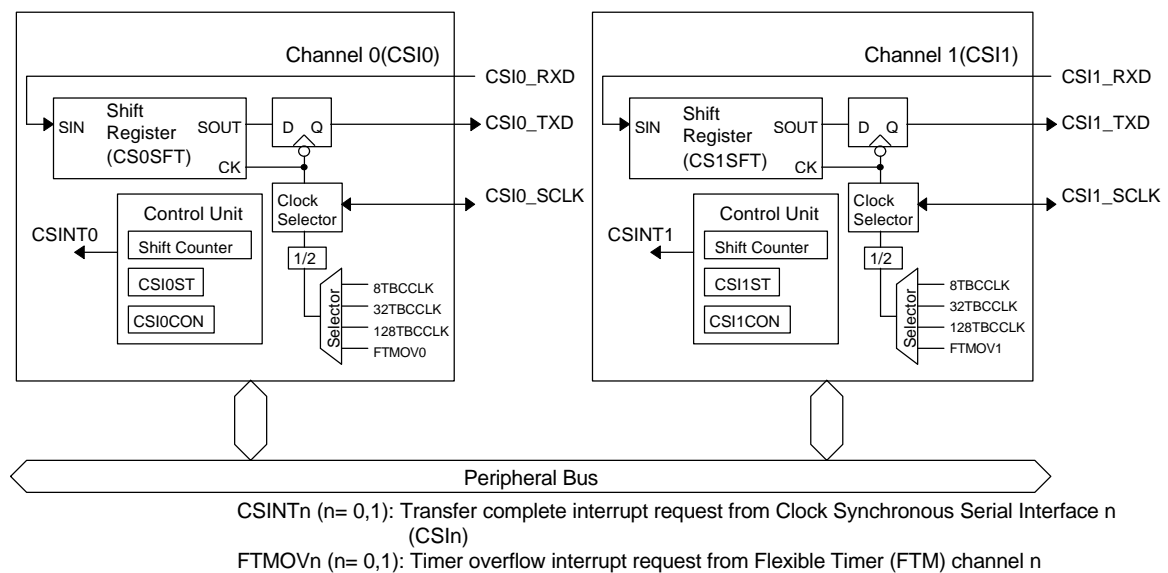 Channel 0(CSI0)
CSI0_RXD
SIN
Shift
Register
(CS0SFT)
SOUT
CK
D Q
CSI0_TXD
Clock
Selector
CSI0_SCLK
Control Unit
Shift Counter
CSI0ST
CSI0CON
CSINT0
1/2
Selector
8TBCCLK
32TBCCLK
128TBCCLK
FTMOV0
Channel 1(CSI1)
CSI1_RXD
SIN
Shift
Register
(CS1SFT)
SOUT
CK
D Q
CSI1_TXD
Clock
Selector
CSI1_SCLK
Control Unit
Shift Counter
CSI1ST
CSI1CON
CSINT1
1/2
Selector
8TBCCLK
32TBCCLK
128TBCCLK
FTMOV1
Peripheral Bus
CSINTn (n= 0,1): Transfer complete interrupt request from Clock Synchronous Serial Interface n
(CSIn)
FTMOVn (n= 0,1): Timer overflow interrupt request from Flexible Timer (FTM) channel n